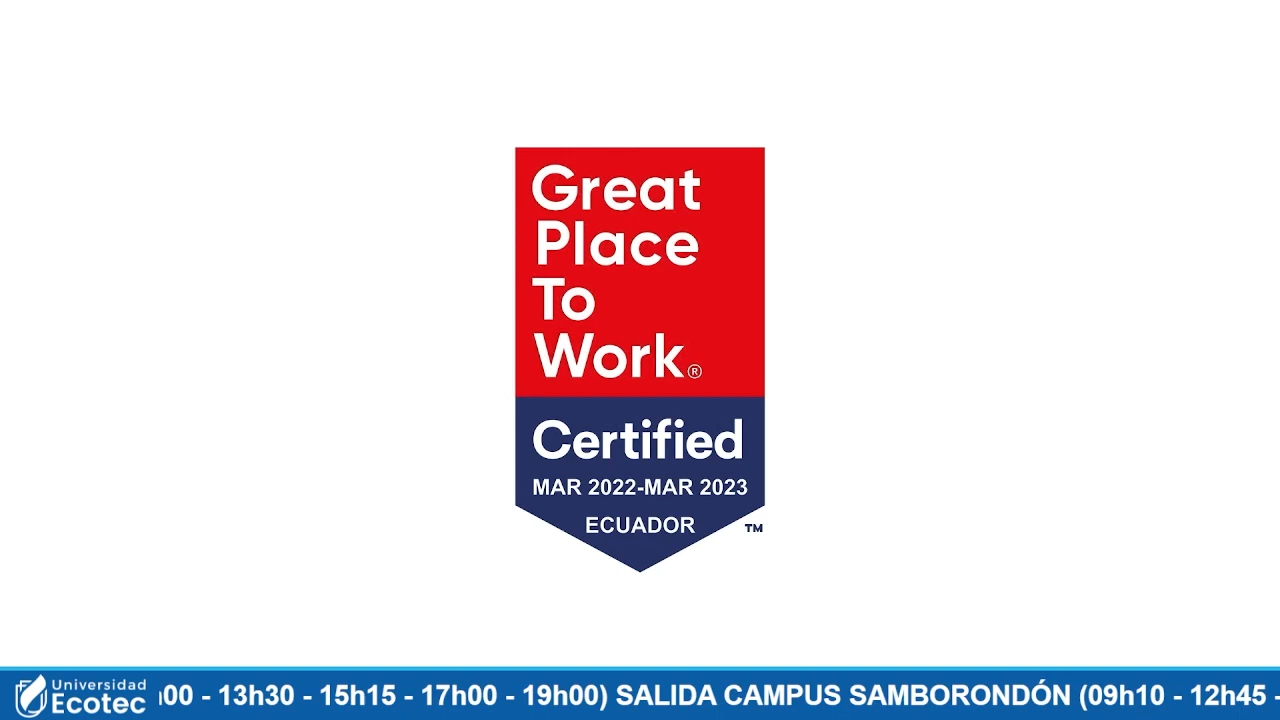 Great
Place
To
Work®
Certified
MAR 2022-MAR 2023
ECUADOR
™
Universidad
Ecotec
00 - 13h30 - 15h15 - 17h00 - 19h00) SALIDA CAMPUS SAMBORONDÓN (09h10 - 12h45 -